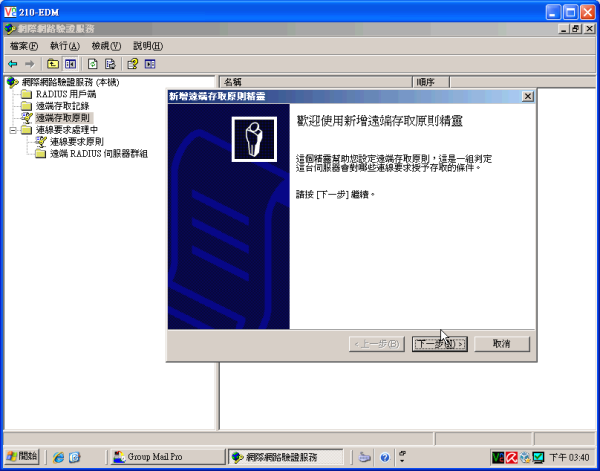 210-EDM
網際網路驗證服務
檔案(F) 執行(A) 檢視(V) 說明(H)
網際網路驗證服務 (本機)
RADIUS 用戶端
遠端存取記錄
遠端存取原則
連線要求處理中
連線要求原則
遠端 RADIUS 伺服器群組
名稱 順序
新增遠端存取原則精靈
歡迎使用新增遠端存取原則精靈
這個精靈幫助您設定遠端存取原則，這是一組判定
這台伺服器會對哪些連線要求授予存取的條件。
請按 [下一步] 繼續。
<上一步(B) 下一步(N) > 取消
開始 Group Mail Pro 網際網路驗證服務 下午 03:40